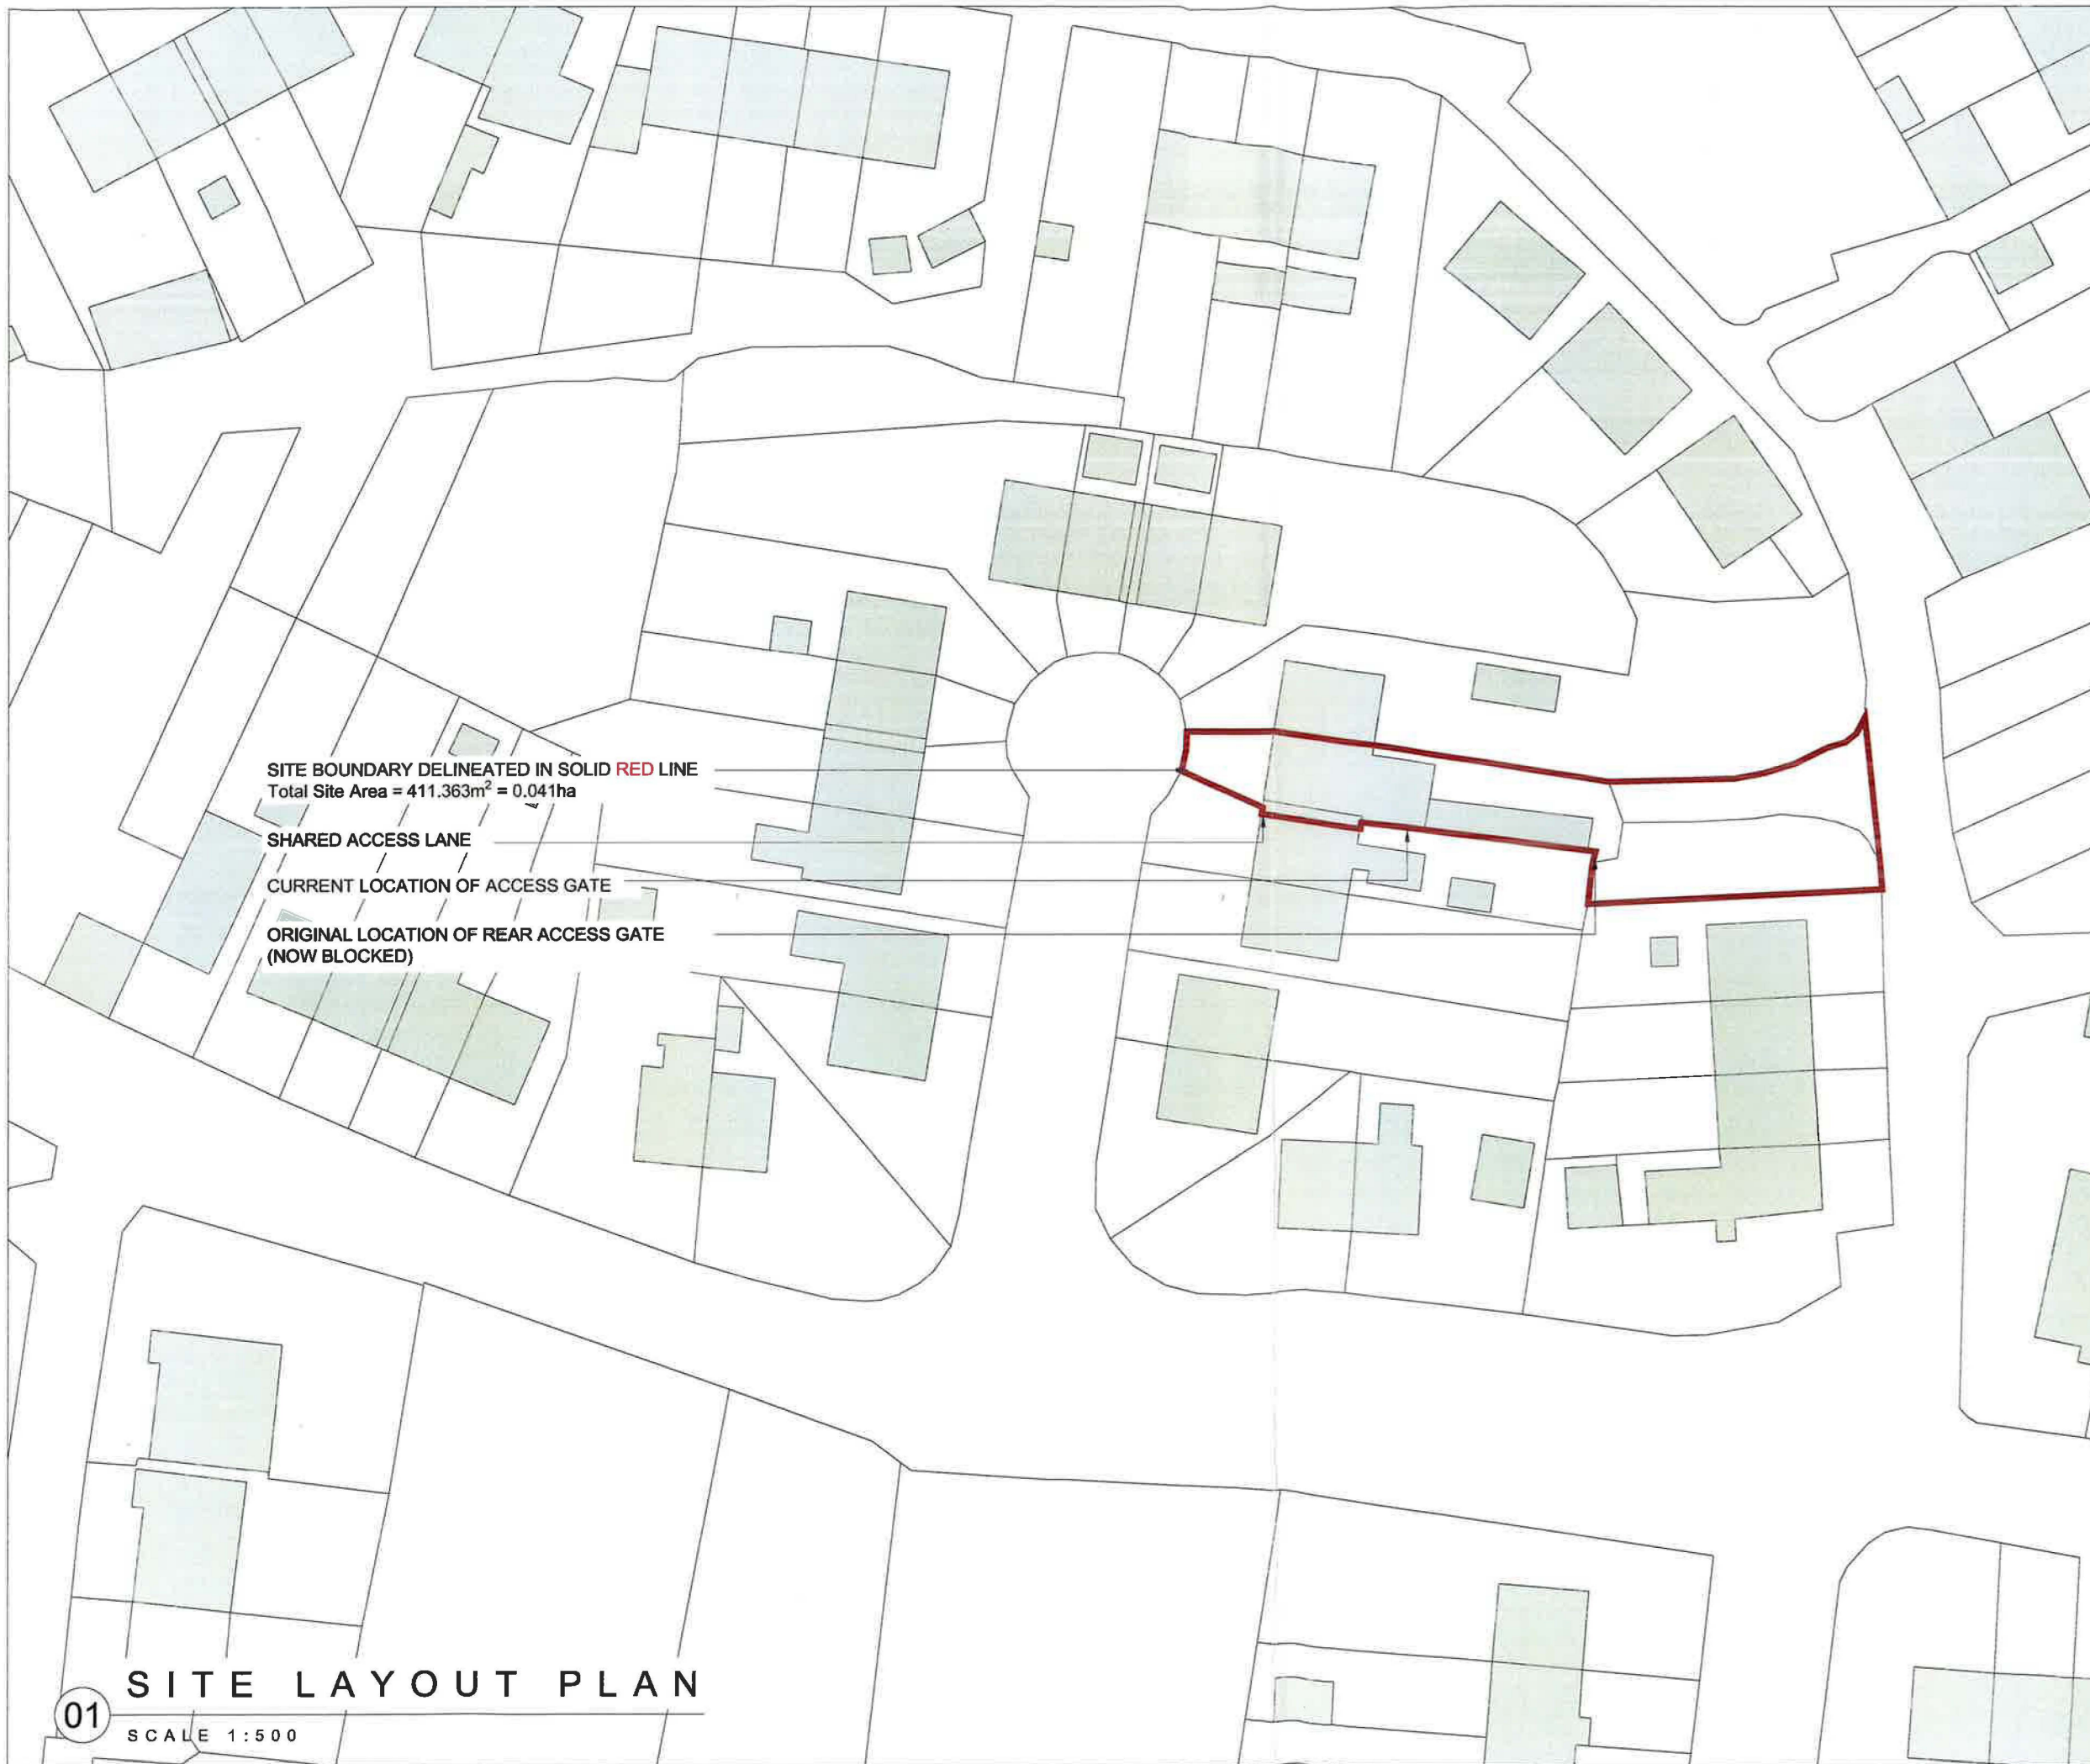 SITE BOUNDARY DELINEATED IN SOLID RED LINE
Total Site Area = 411.363m² = 0.041ha
SHARED ACCESS LANE
CURRENT LOCATION OF ACCESS GATE
ORIGINAL LOCATION OF REAR ACCESS GATE
(NOW BLOCKED)
01
SITE LAYOUT PLAN
SCALE 1:500